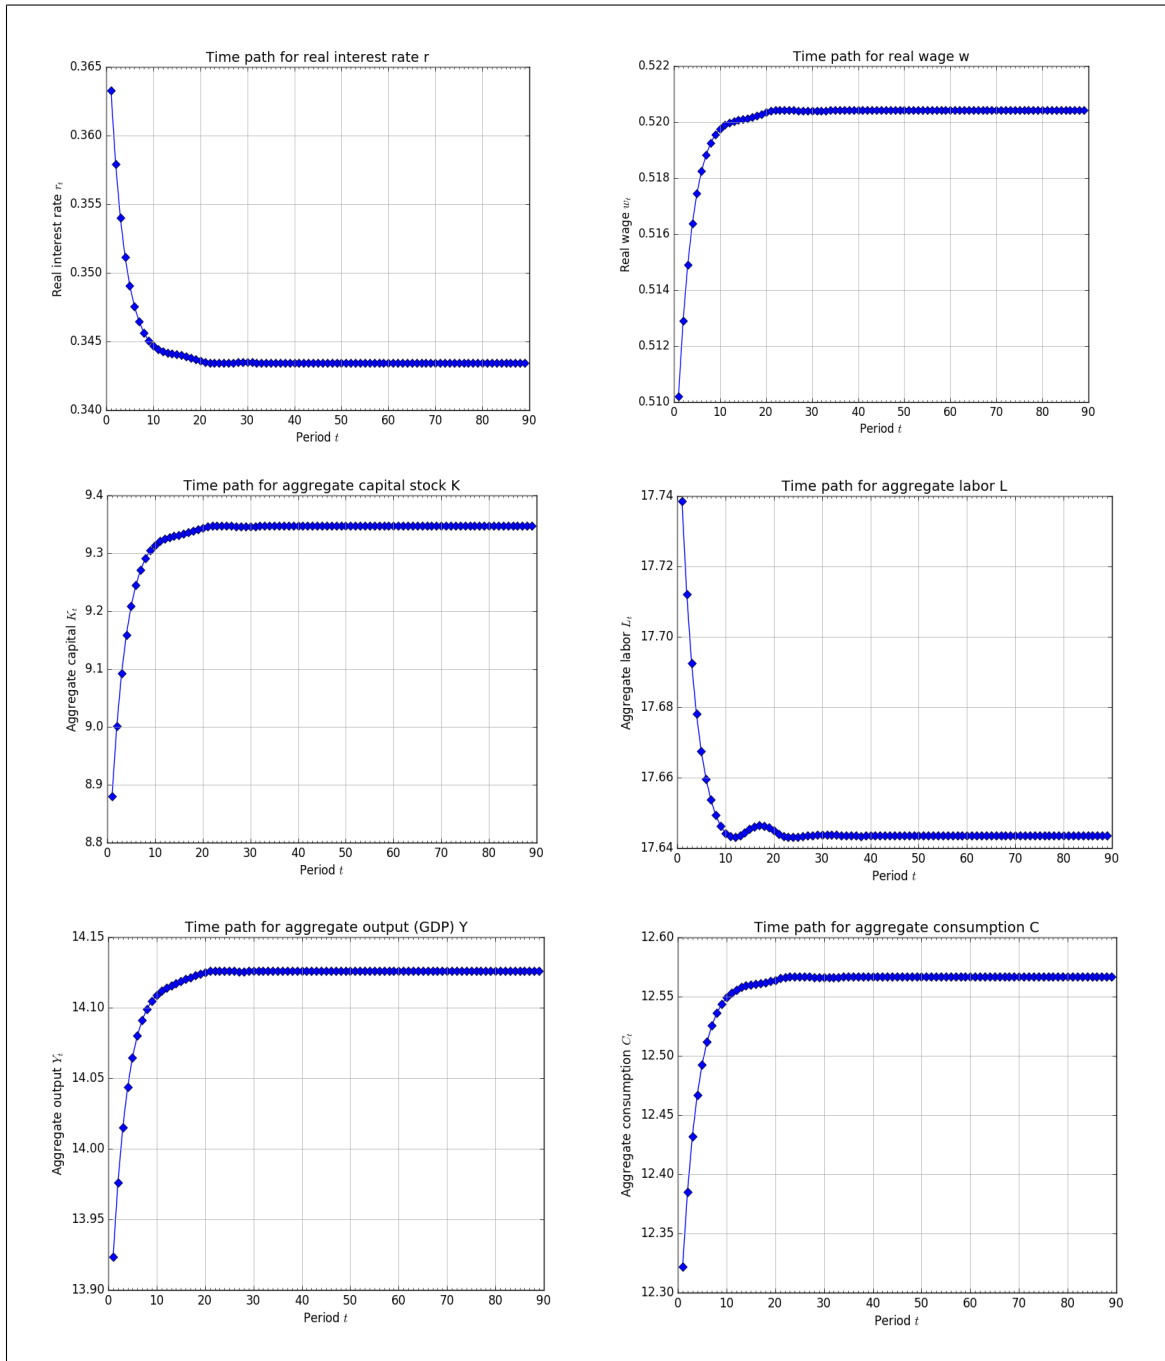 Time path for real interest rate r
0.365
0.360
0.355
0.350
0.345
0.340
Real interest rate r_t
0 10 20 30 40 50 60 70 80 90
Period t
Time path for real wage w
0.522
0.520
0.518
0.516
0.514
0.512
0.510
Real wage w_t
0 10 20 30 40 50 60 70 80 90
Period t
Time path for aggregate capital stock K
9.4
9.3
9.2
9.1
9.0
8.9
8.8
Aggregate capital K_t
0 10 20 30 40 50 60 70 80 90
Period t
Time path for aggregate labor L
17.74
17.72
17.70
17.68
17.66
17.64
Aggregate labor L_t
0 10 20 30 40 50 60 70 80 90
Period t
Time path for aggregate output (GDP) Y
14.15
14.10
14.05
14.00
13.95
13.90
Aggregate output Y_t
0 10 20 30 40 50 60 70 80 90
Period t
Time path for aggregate consumption C
12.60
12.55
12.50
12.45
12.40
12.35
12.30
Aggregate consumption C_t
0 10 20 30 40 50 60 70 80 90
Period t